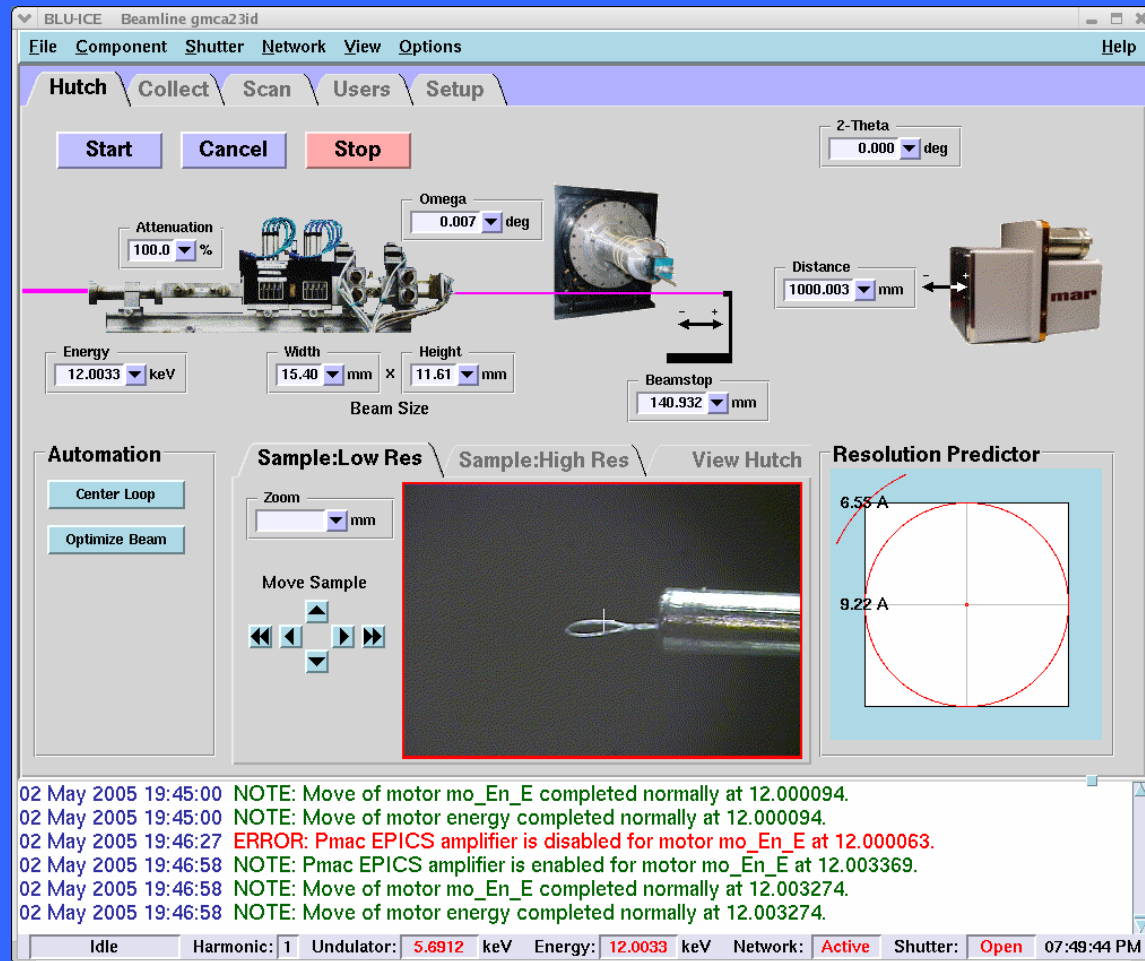 BLU-ICE Beamline gmca23id
File Component Shutter Network View Options Help
Hutch Collect Scan Users Setup
Start Cancel Stop
2-Theta
0.000 deg
Omega
0.007 deg
Attenuation
100.0 %
Distance
1000.003 mm
- +
mar
- +
Energy
12.0033 keV
Width Height
15.40 mm x 11.61 mm
Beam Size
Beamstop
140.932 mm
Automation
Center Loop
Optimize Beam
Sample:Low Res Sample:High Res View Hutch
Zoom
mm
Move Sample
Resolution Predictor
6.55 A
9.22 A
02 May 2005 19:45:00 NOTE: Move of motor mo_En_E completed normally at 12.000094.
02 May 2005 19:45:00 NOTE: Move of motor energy completed normally at 12.000094.
02 May 2005 19:46:27 ERROR: Pmac EPICS amplifier is disabled for motor mo_En_E at 12.000063.
02 May 2005 19:46:58 NOTE: Pmac EPICS amplifier is enabled for motor mo_En_E at 12.003369.
02 May 2005 19:46:58 NOTE: Move of motor mo_En_E completed normally at 12.003274.
02 May 2005 19:46:58 NOTE: Move of motor energy completed normally at 12.003274.
Idle Harmonic: 1 Undulator: 5.6912 keV Energy: 12.0033 keV Network: Active Shutter: Open 07:49:44 PM